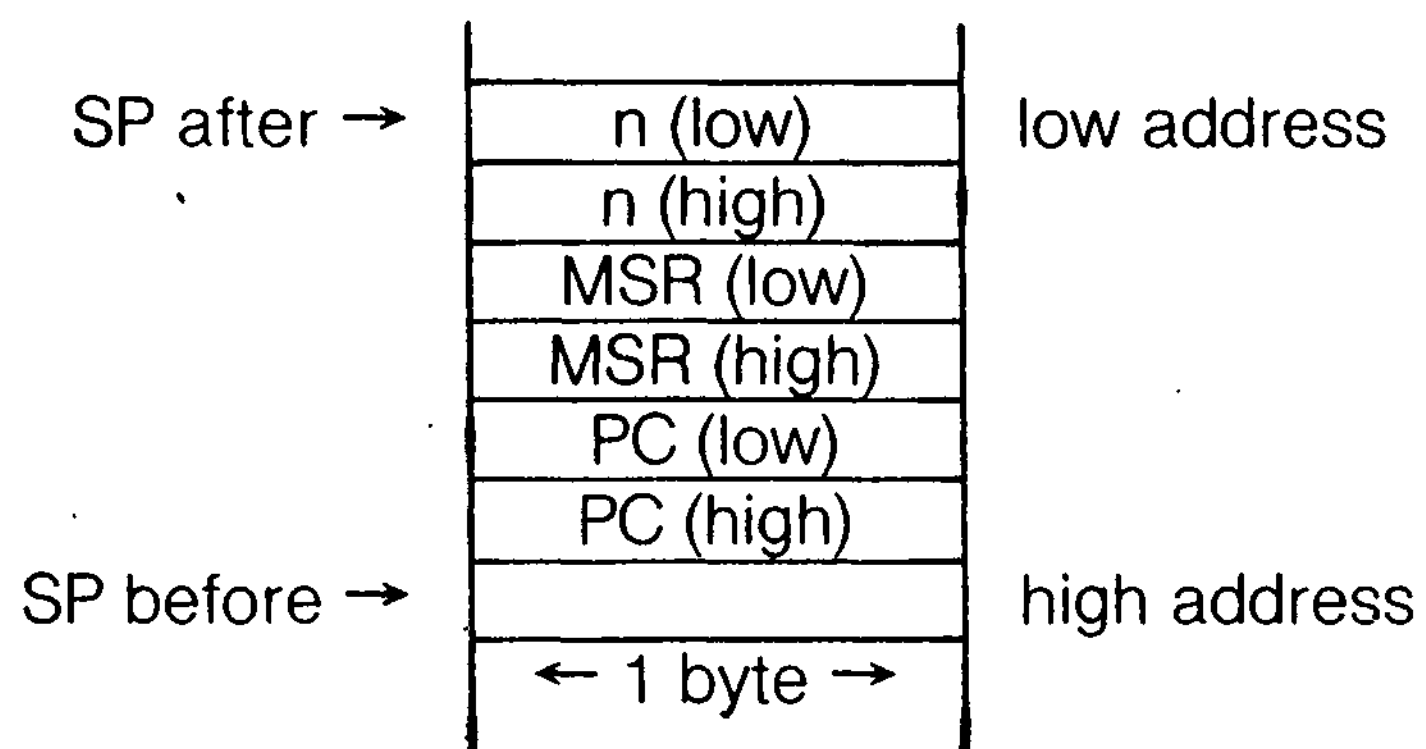 SP after → n (low) low address
n (high)
MSR (low)
MSR (high)
PC (low)
PC (high)
SP before → high address
← 1 byte →